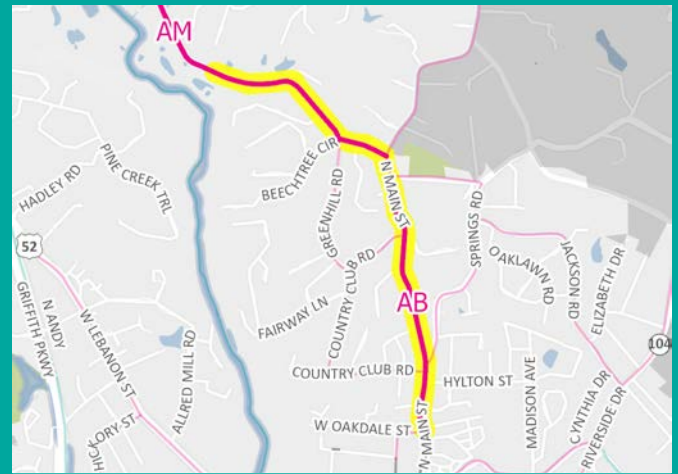 AM
HADLEY RD
PINE CREEK TRL
BEECHTREE CIR
GREENHILL RD
N MAIN ST
SPRINGS RD
52
GRIFFITH PKWY
N ANDY
W LEBANON ST
ALLRED MILL RD
FAIRWAY LN
COUNTRY CLUB RD
OAKLAWN RD
JACKSON RD
ELIZABETH DR
AB
104
COUNTRY CLUB RD
HYLTON ST
MADISON AVE
CYNTHIA DR
RIVERSIDE DR
HICKORY ST
W OAKDALE ST
N MAIN ST